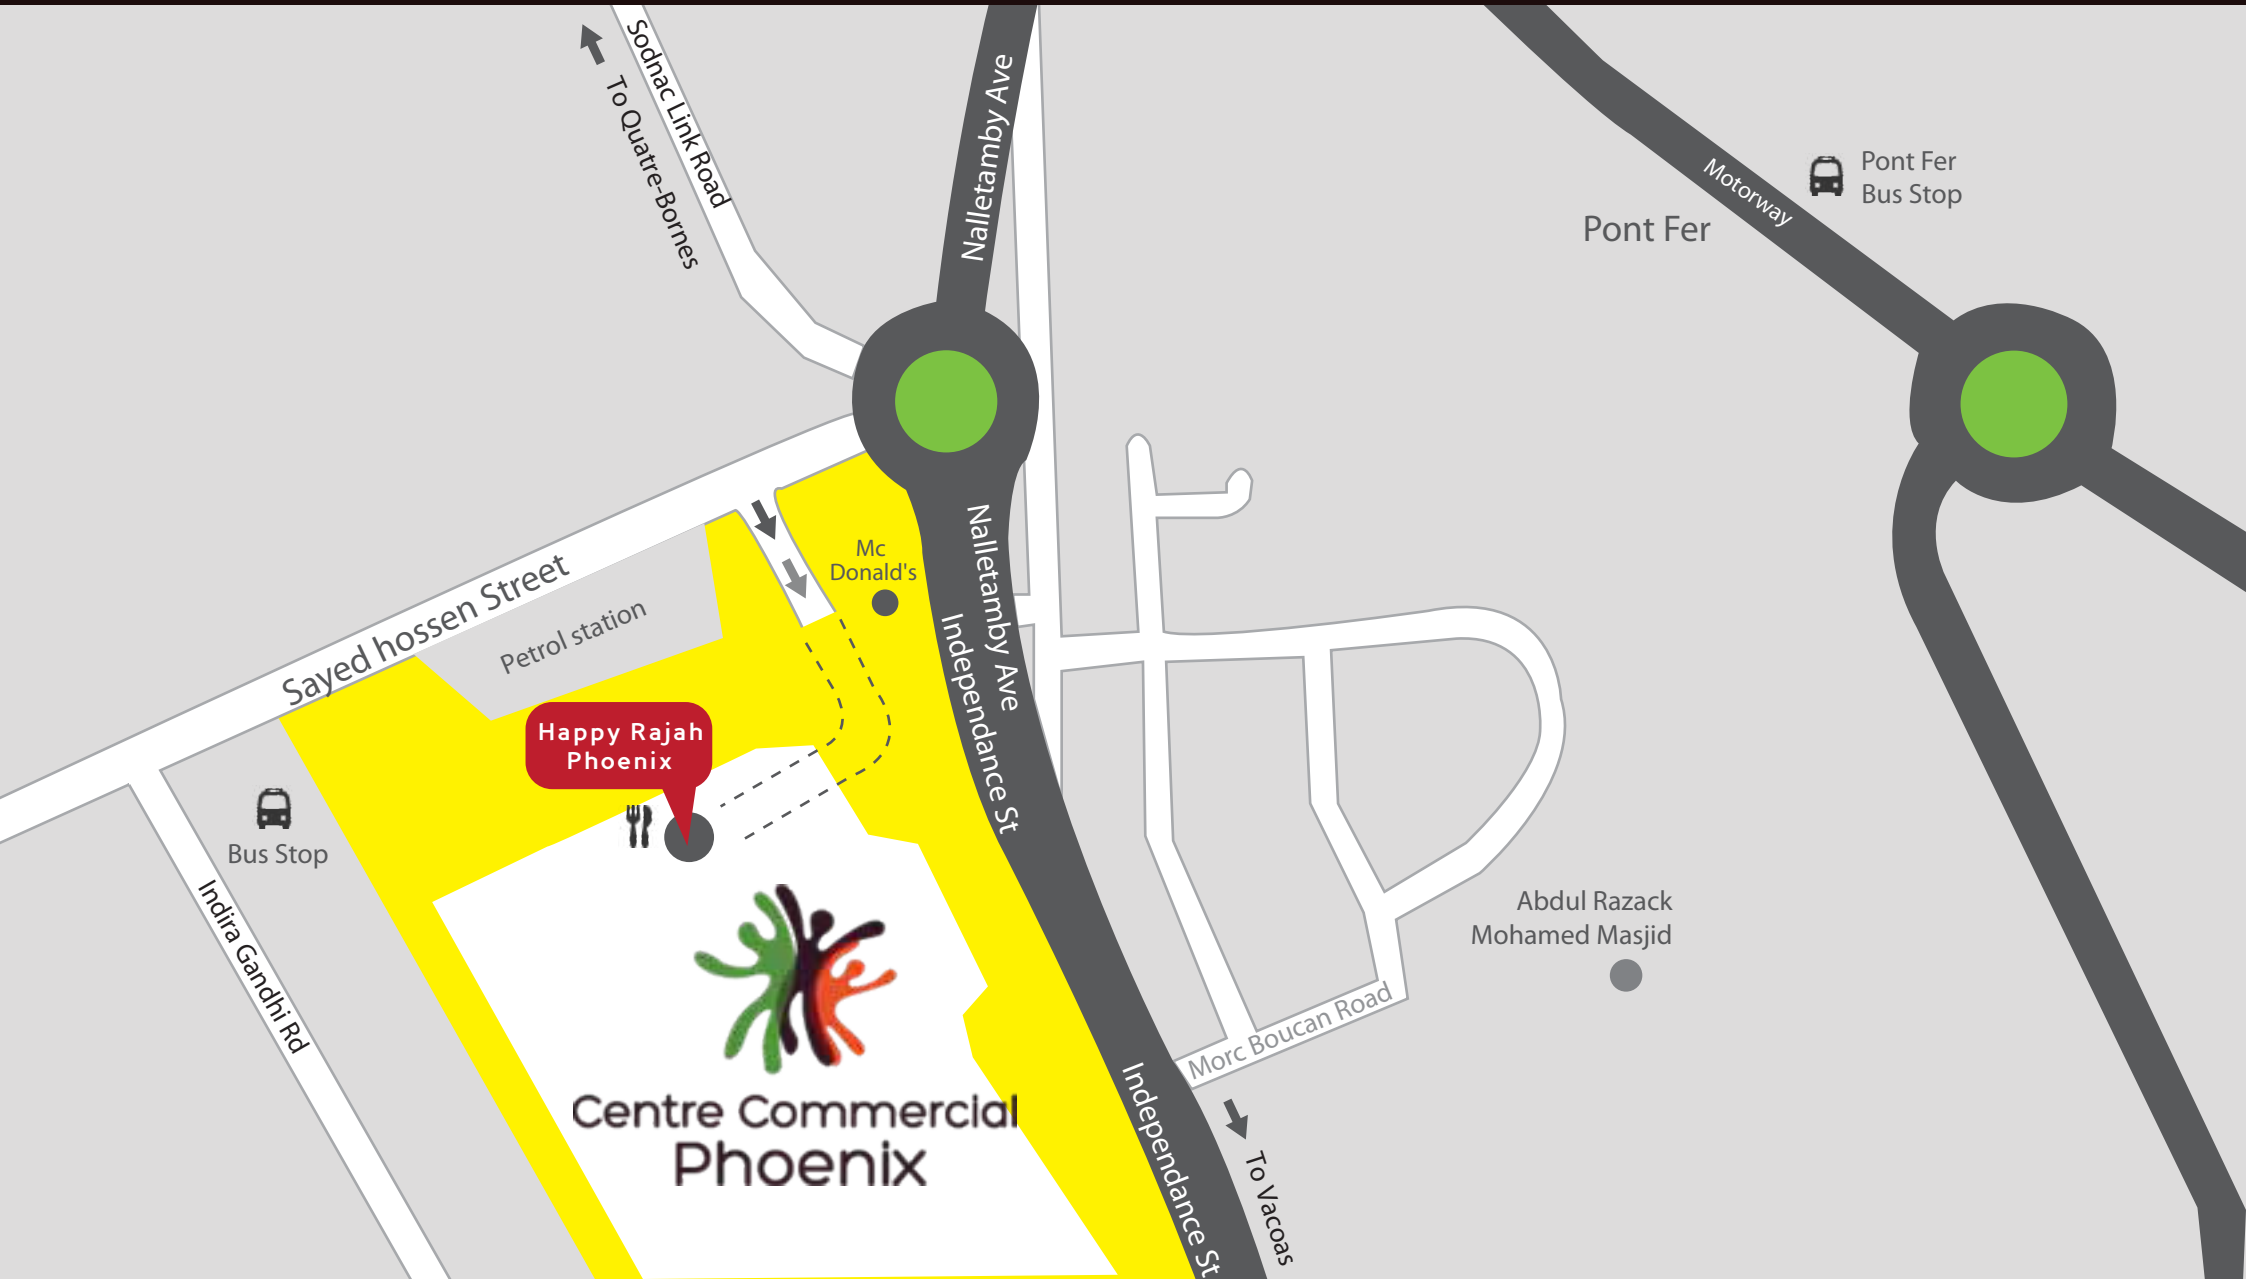 Sodnac Link Road
To Quatre-Bornes
Nalletamby Ave
Motorway
Pont Fer
Bus Stop
Pont Fer
Sayed hossen Street
Petrol station
Mc
Donald's
Nalletamby Ave
Independance St
Happy Rajah
Phoenix
Bus Stop
Indira Gandhi Rd
Abdul Razack
Mohamed Masjid
Morc Boucan Road
Centre Commercial
Phoenix
Independance St
To Vacoas